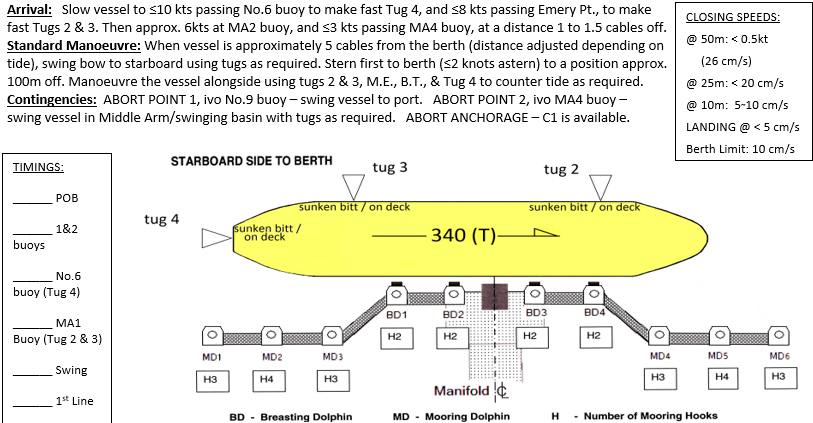 Arrival: Slow vessel to ≤10 kts passing No.6 buoy to make fast Tug 4, and ≤8 kts passing Emery Pt., to make
fast Tugs 2 & 3. Then approx. 6kts at MA2 buoy, and ≤3 kts passing MA4 buoy, at a distance 1 to 1.5 cables off.
Standard Manoeuvre: When vessel is approximately 5 cables from the berth (distance adjusted depending on
tide), swing bow to starboard using tugs as required. Stern first to berth (≤2 knots astern) to a position approx.
100m off. Manoeuvre the vessel alongside using tugs 2 & 3, M.E., B.T., & Tug 4 to counter tide as required.
Contingencies: ABORT POINT 1, ivo No.9 buoy – swing vessel to port. ABORT POINT 2, ivo MA4 buoy –
swing vessel in Middle Arm/swinging basin with tugs as required. ABORT ANCHORAGE – C1 is available.
CLOSING SPEEDS:
@ 50m: < 0.5kt
(26 cm/s)
@ 25m: < 20 cm/s
@ 10m: 5-10 cm/s
LANDING @ < 5 cm/s
Berth Limit: 10 cm/s
TIMINGS:
______ POB
______ 1&2
buoys
______ No.6
buoy (Tug 4)
______ MA1
Buoy (Tug 2 & 3)
______ Swing
______ 1st Line
STARBOARD SIDE TO BERTH
tug 3
tug 2
tug 4
sunken bitt / on deck
sunken bitt / on deck
sunken bitt /
on deck
340 (T)
BD1
BD2
BD3
BD4
H2
H2
H2
H2
MD1
MD2
MD3
MD4
MD5
MD6
H3
H4
H3
H3
H4
H3
Manifold ℄
BD - Breasting Dolphin
MD - Mooring Dolphin
H - Number of Mooring Hooks